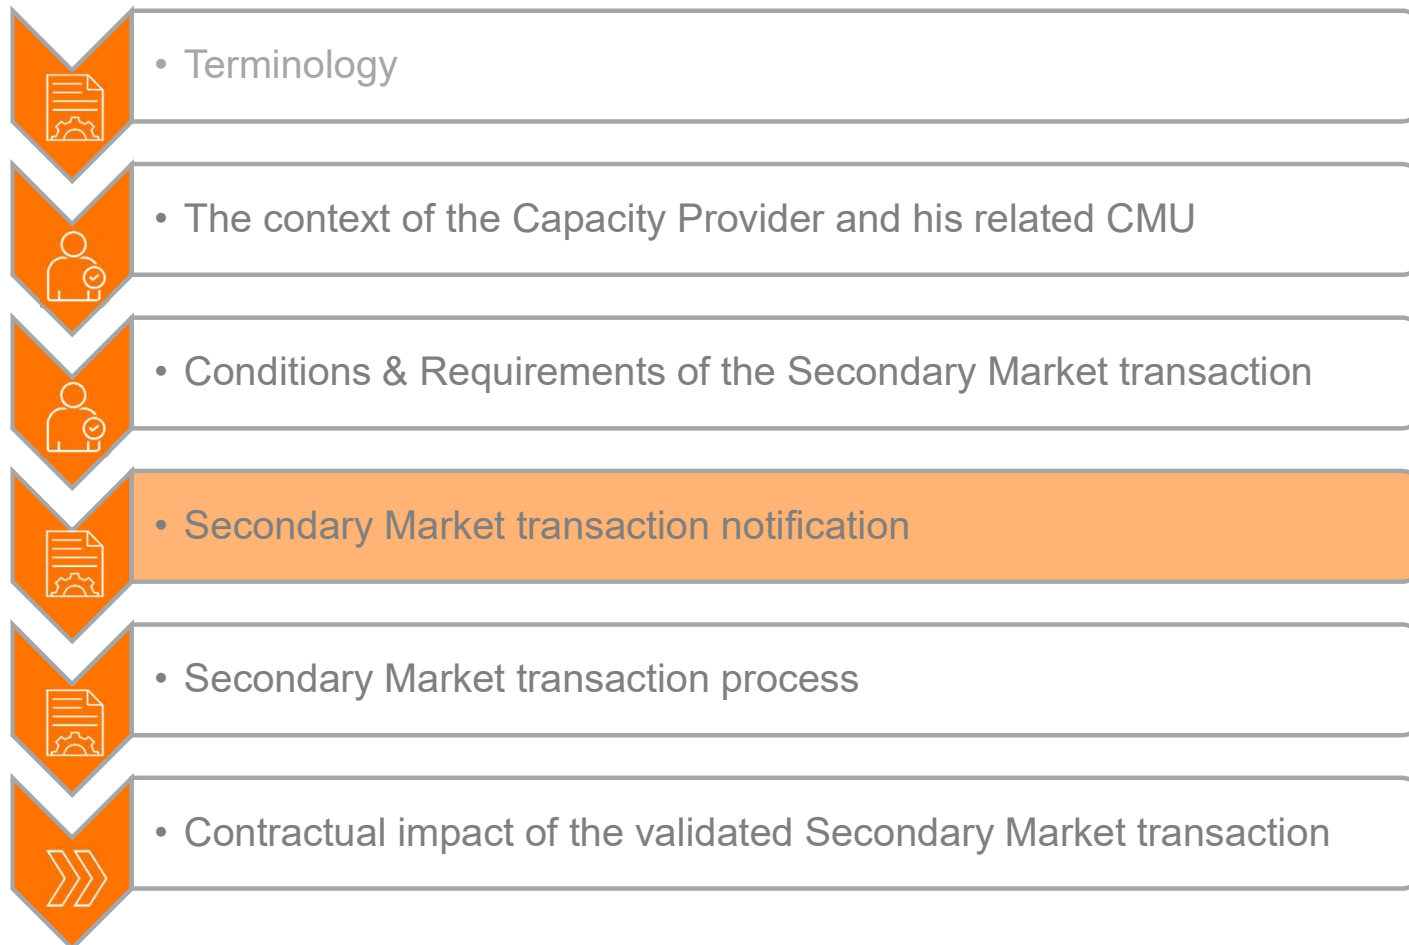 • Terminology
• The context of the Capacity Provider and his related CMU
• Conditions & Requirements of the Secondary Market transaction
• Secondary Market transaction notification
• Secondary Market transaction process
• Contractual impact of the validated Secondary Market transaction